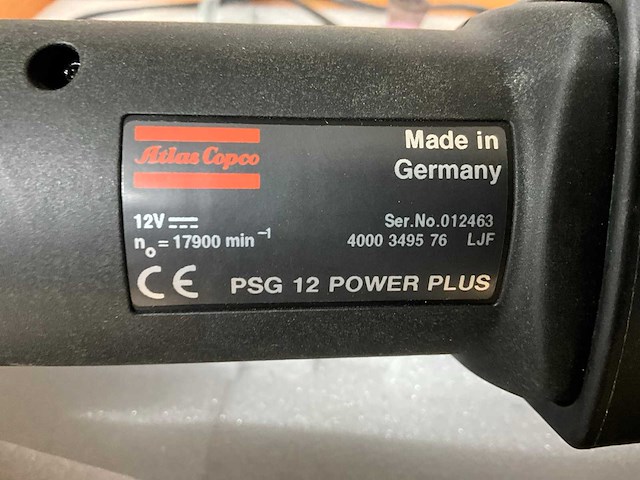 Atlas Copco
Made in
Germany
12V⎓
n₀ = 17900 min⁻¹
Ser.No.012463
4000 3495 76 LJF
CE
PSG 12 POWER PLUS